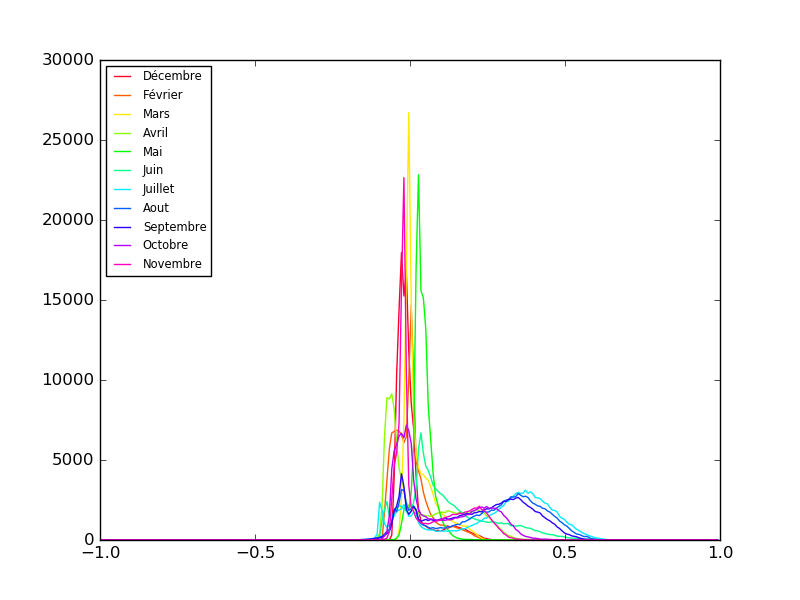 30000
25000
20000
15000
10000
5000
0
−1.0
−0.5
0.0
0.5
1.0
Décembre
Février
Mars
Avril
Mai
Juin
Juillet
Aout
Septembre
Octobre
Novembre